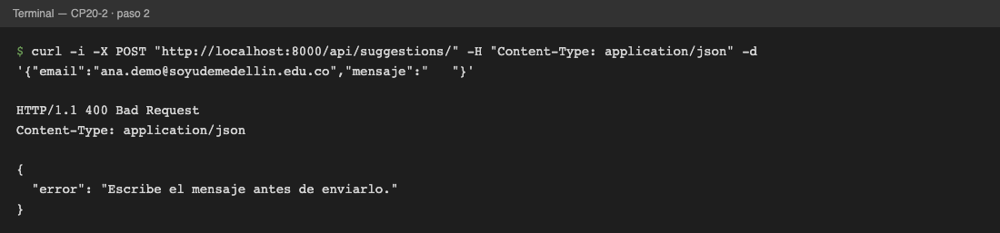 Terminal — CP20-2 · paso 2
$ curl -i -X POST "http://localhost:8000/api/suggestions/" -H "Content-Type: application/json" -d
'{"email":"ana.demo@soyudemedellin.edu.co","mensaje":"   "}'
HTTP/1.1 400 Bad Request
Content-Type: application/json
{
  "error": "Escribe el mensaje antes de enviarlo."
}